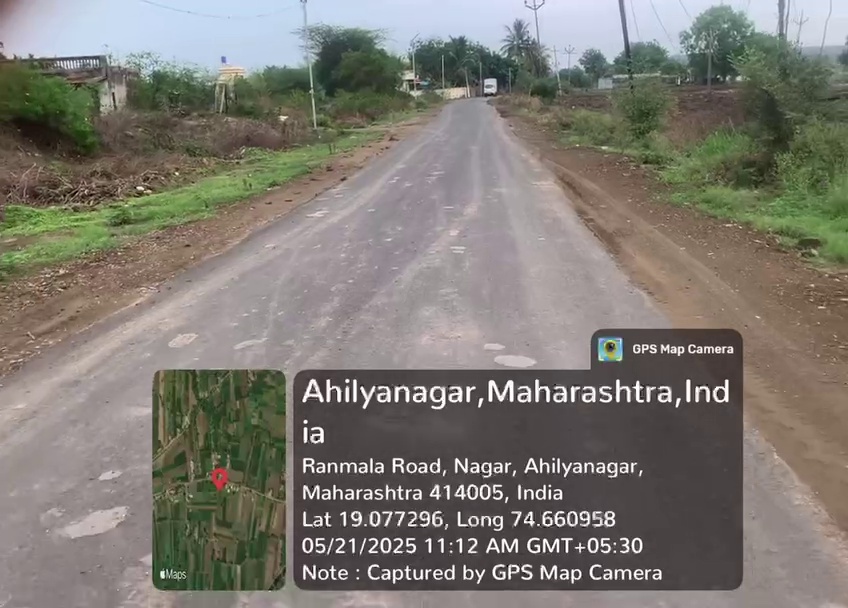 GPS Map Camera
Ahilyanagar,Maharashtra,Ind
ia
Ranmala Road, Nagar, Ahilyanagar,
Maharashtra 414005, India
Lat 19.077296, Long 74.660958
05/21/2025 11:12 AM GMT+05:30
Note : Captured by GPS Map Camera
Maps